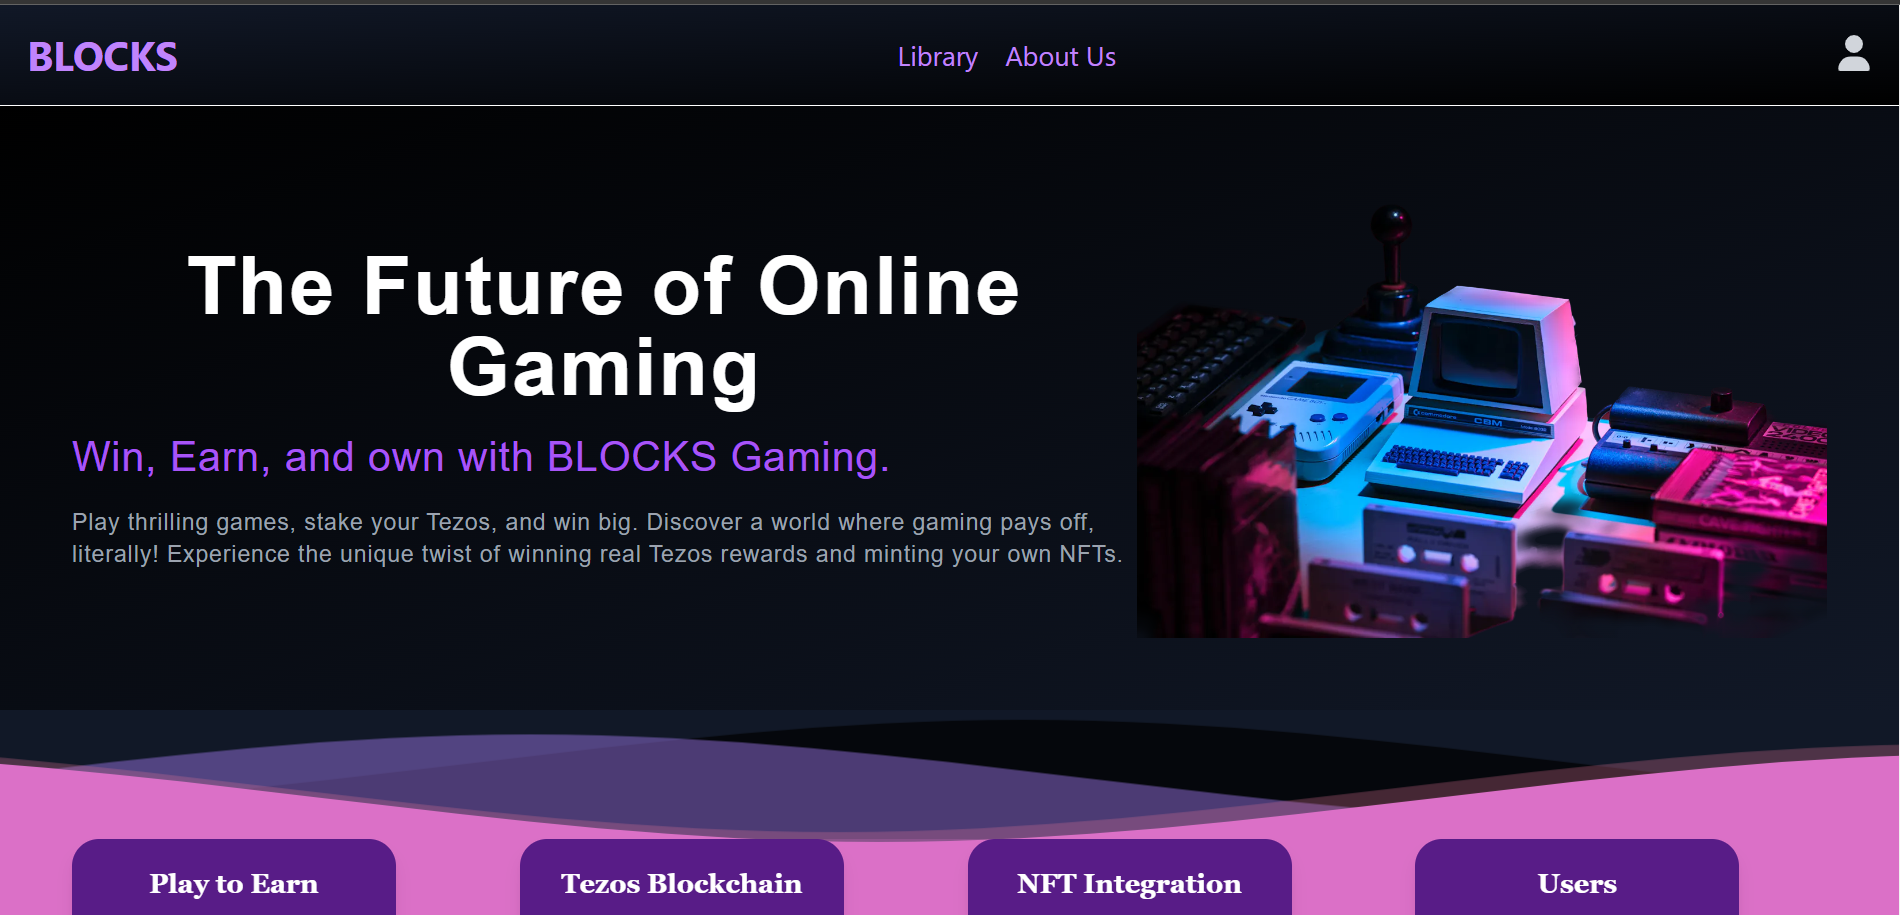 BLOCKS
Library
About Us
The Future of Online
Gaming
Win, Earn, and own with BLOCKS Gaming.
Play thrilling games, stake your Tezos, and win big. Discover a world where gaming pays off,
literally! Experience the unique twist of winning real Tezos rewards and minting your own NFTs.
commodore
CBM
Play to Earn
Tezos Blockchain
NFT Integration
Users